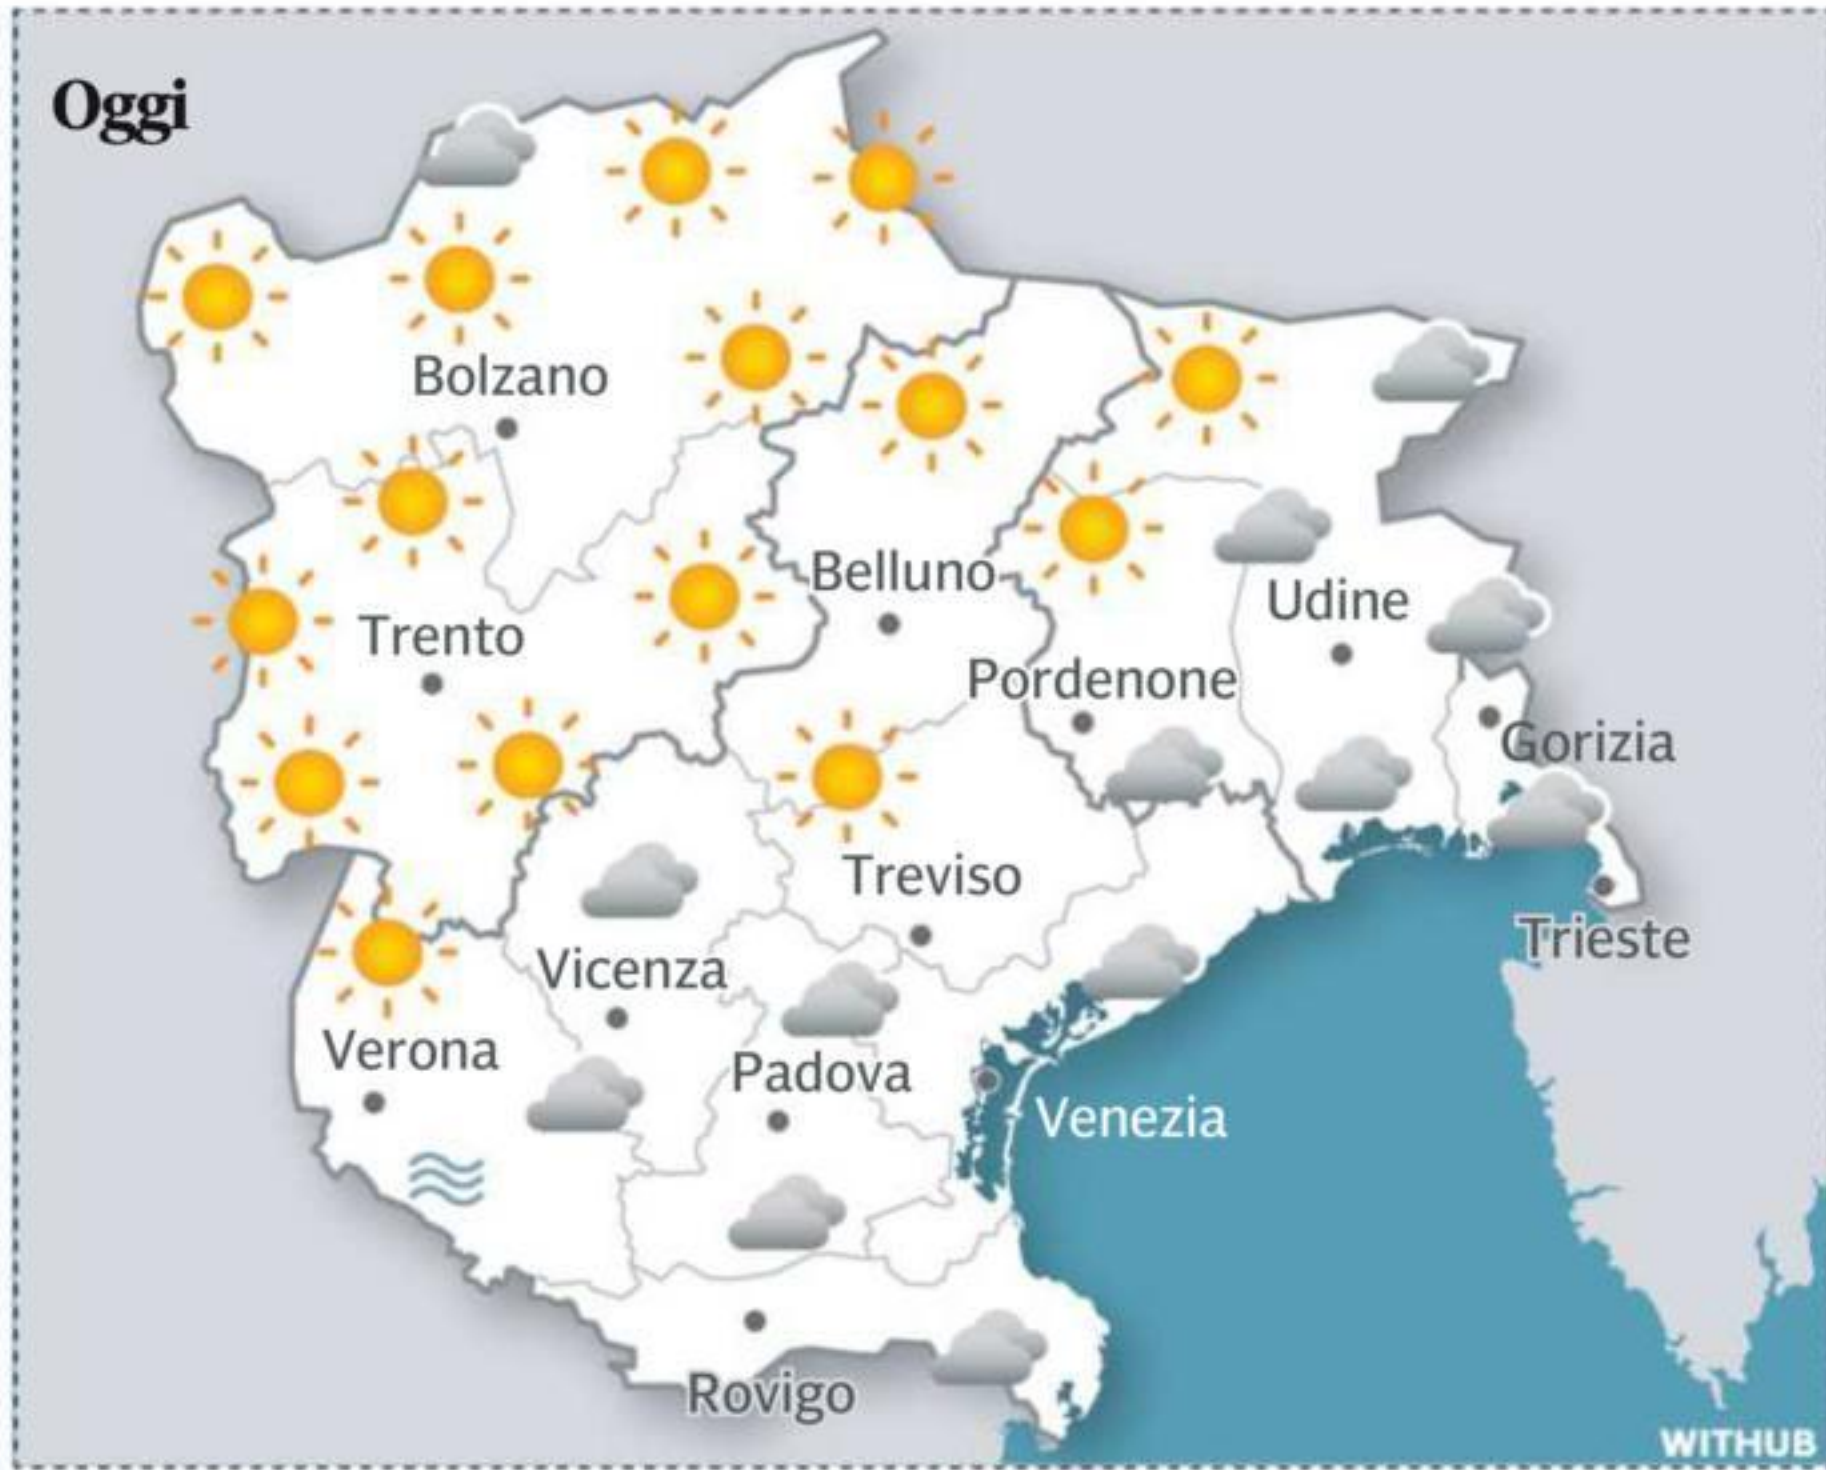 Oggi
Bolzano
Belluno
Udine
Trento
Pordenone
Gorizia
Treviso
Trieste
Vicenza
Verona
Padova
Venezia
Rovigo
WITHUB